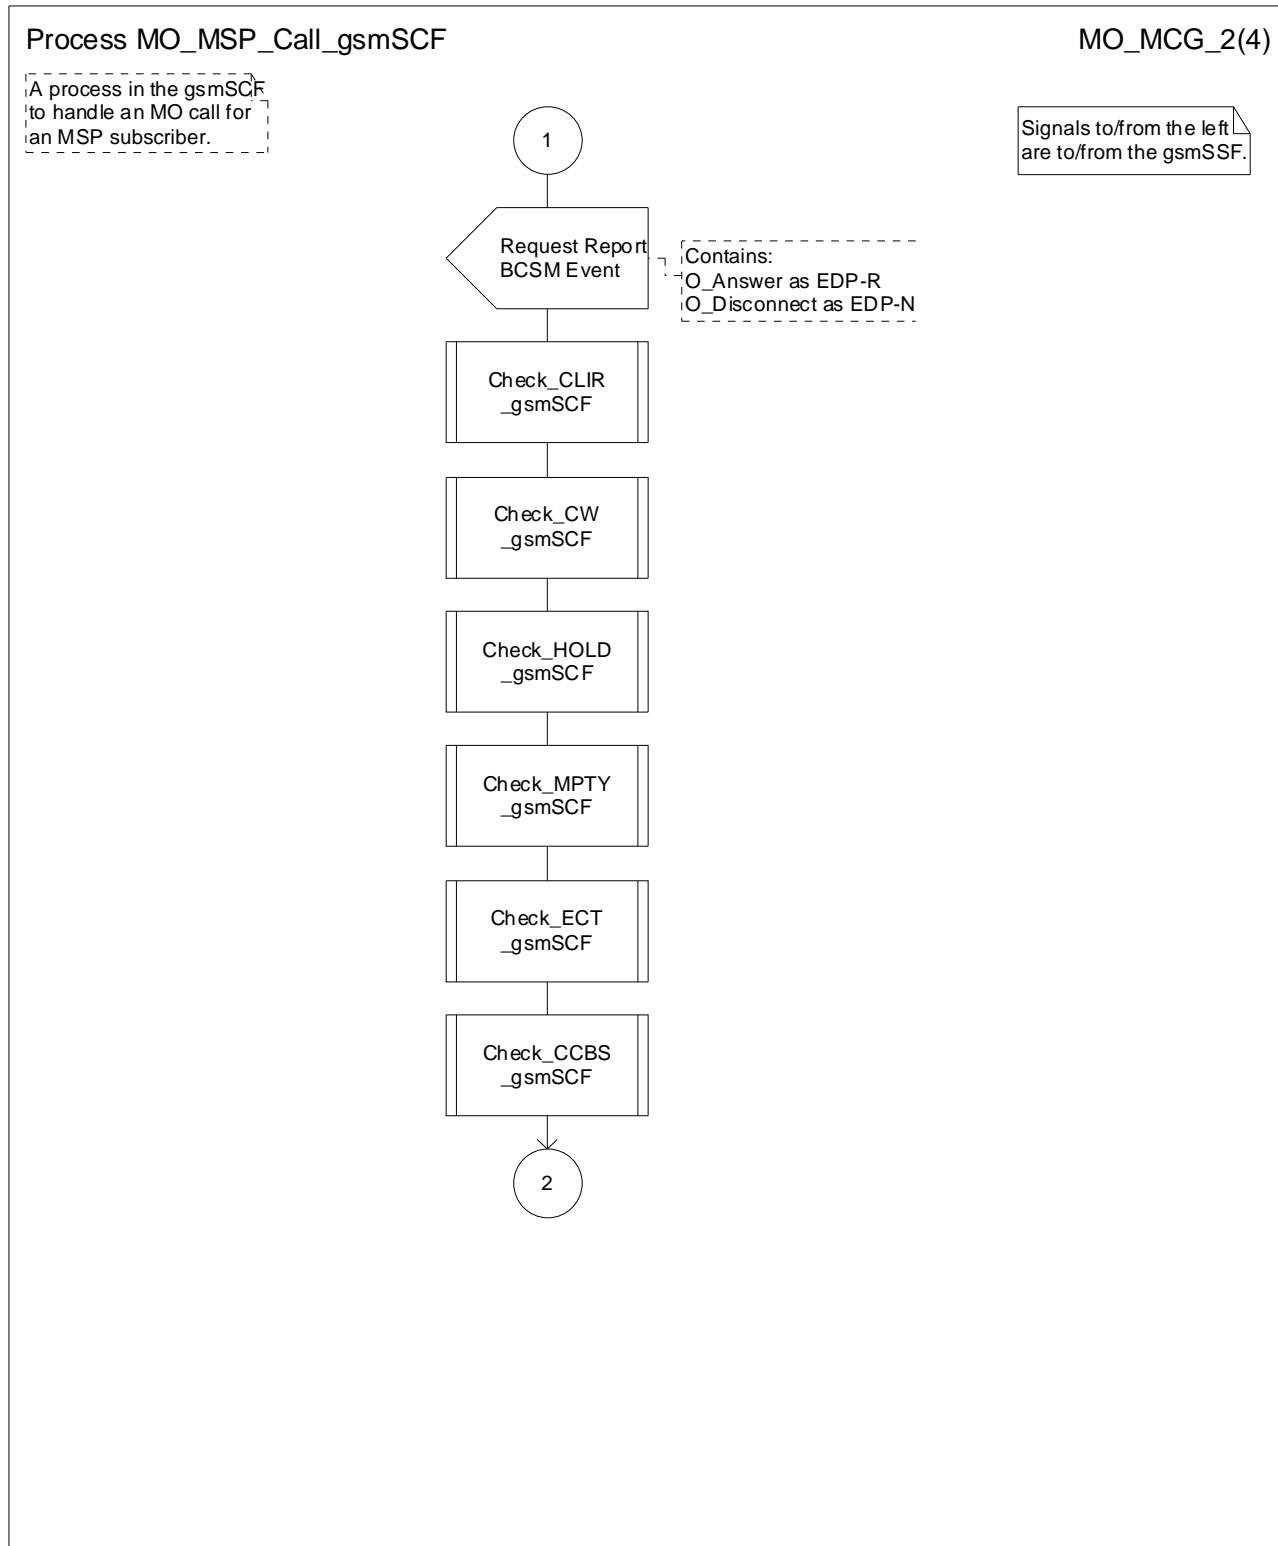 Process MO_MSP_Call_gsmSCF
MO_MCG_2(4)
A process in the gsmSCF
to handle an MO call for
an MSP subscriber.
Signals to/from the left
are to/from the gsmSSF.
1
Request Report
BCSM Event
Contains:
O_Answer as EDP-R
O_Disconnect as EDP-N
Check_CLIR
_gsmSCF
Check_CW
_gsmSCF
Check_HOLD
_gsmSCF
Check_MPTY
_gsmSCF
Check_ECT
_gsmSCF
Check_CCBS
_gsmSCF
2